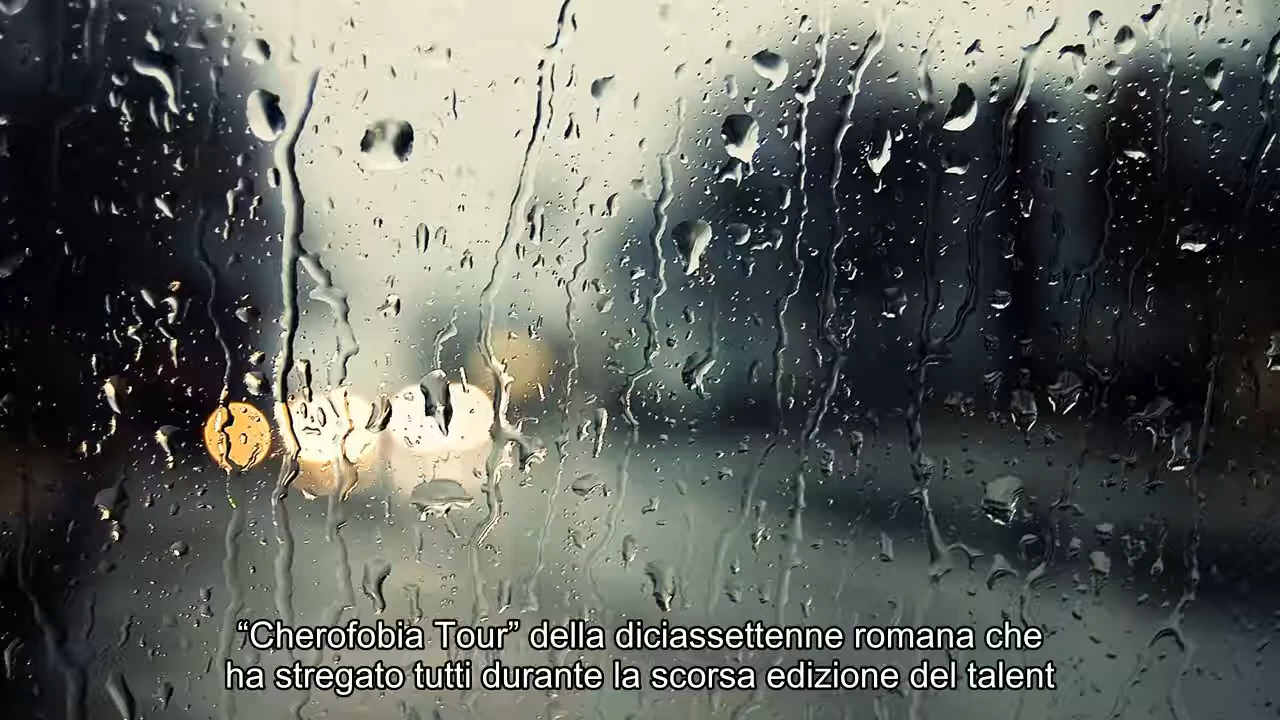 “Cherofobia Tour” della diciassettenne romana che
ha stregato tutti durante la scorsa edizione del talent